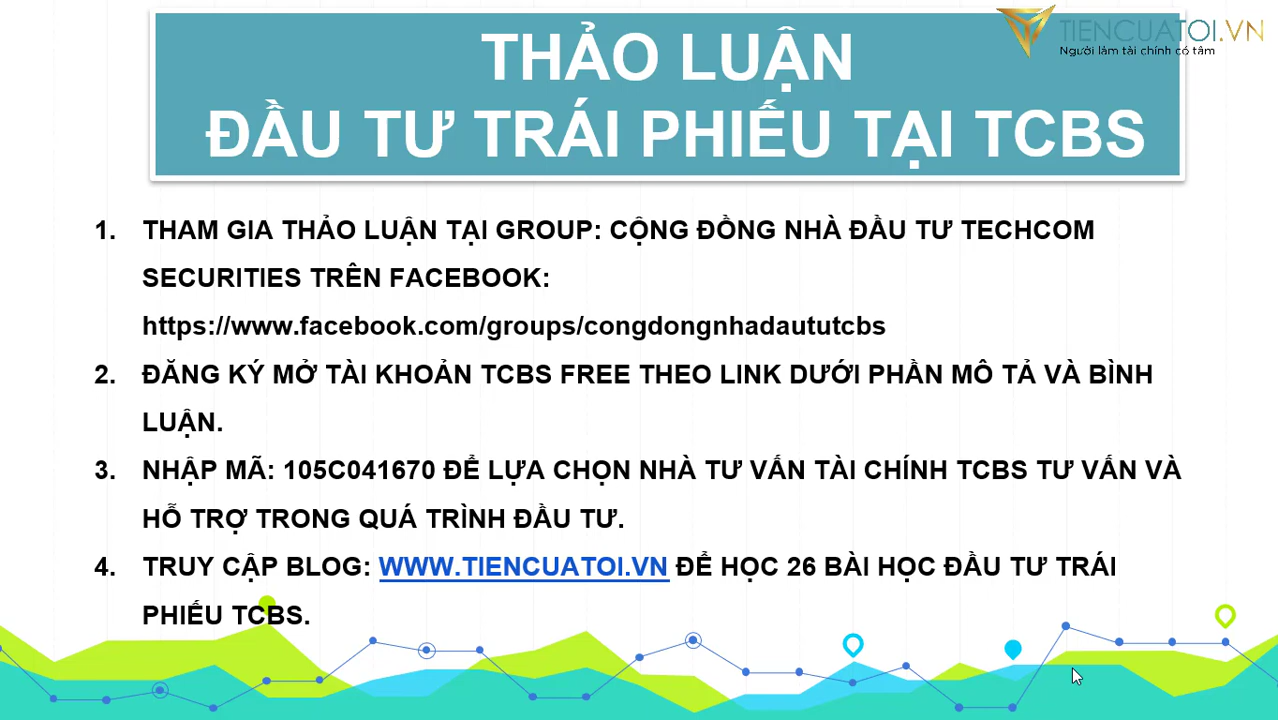 TIENCUATOI.VN
Người làm tài chính có tâm
THẢO LUẬN
ĐẦU TƯ TRÁI PHIẾU TẠI TCBS
1. THAM GIA THẢO LUẬN TẠI GROUP: CỘNG ĐỒNG NHÀ ĐẦU TƯ TECHCOM
SECURITIES TRÊN FACEBOOK:
https://www.facebook.com/groups/congdongnhadaututcbs
2. ĐĂNG KÝ MỞ TÀI KHOẢN TCBS FREE THEO LINK DƯỚI PHẦN MÔ TẢ VÀ BÌNH
LUẬN.
3. NHẬP MÃ: 105C041670 ĐỂ LỰA CHỌN NHÀ TƯ VẤN TÀI CHÍNH TCBS TƯ VẤN VÀ
HỖ TRỢ TRONG QUÁ TRÌNH ĐẦU TƯ.
4. TRUY CẬP BLOG: WWW.TIENCUATOI.VN ĐỂ HỌC 26 BÀI HỌC ĐẦU TƯ TRÁI
PHIẾU TCBS.